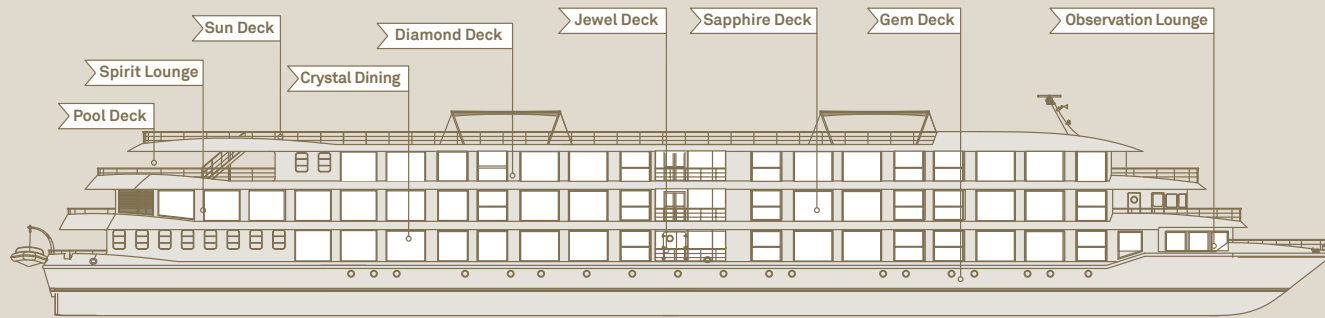 Pool Deck
Spirit Lounge
Sun Deck
Crystal Dining
Diamond Deck
Jewel Deck
Sapphire Deck
Gem Deck
Observation Lounge